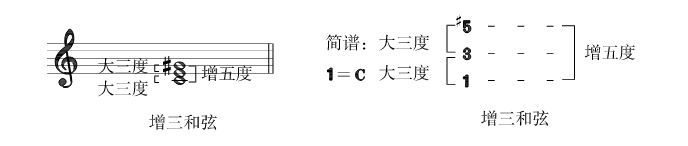 大三度
大三度
增五度
增三和弦
简谱：大三度
1＝C 大三度
♯5 – – –
3 – – –
1 – – –
增五度
增三和弦